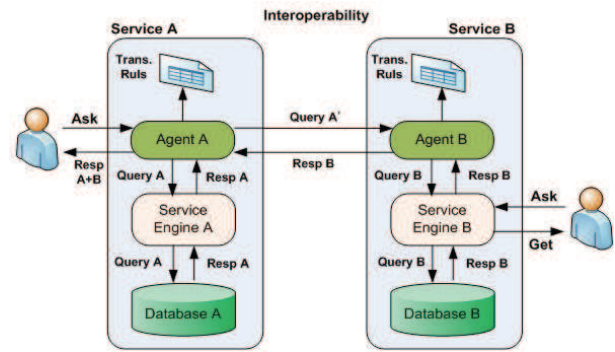 Interoperability
Service A
Service B
Trans.
Ruls
Trans.
Ruls
Ask
Agent A
Query A'
Agent B
Resp
A+B
Resp B
Query A
Resp A
Query B
Resp B
Service
Engine A
Service
Engine B
Ask
Get
Query A
Resp A
Query B
Resp B
Database A
Database B